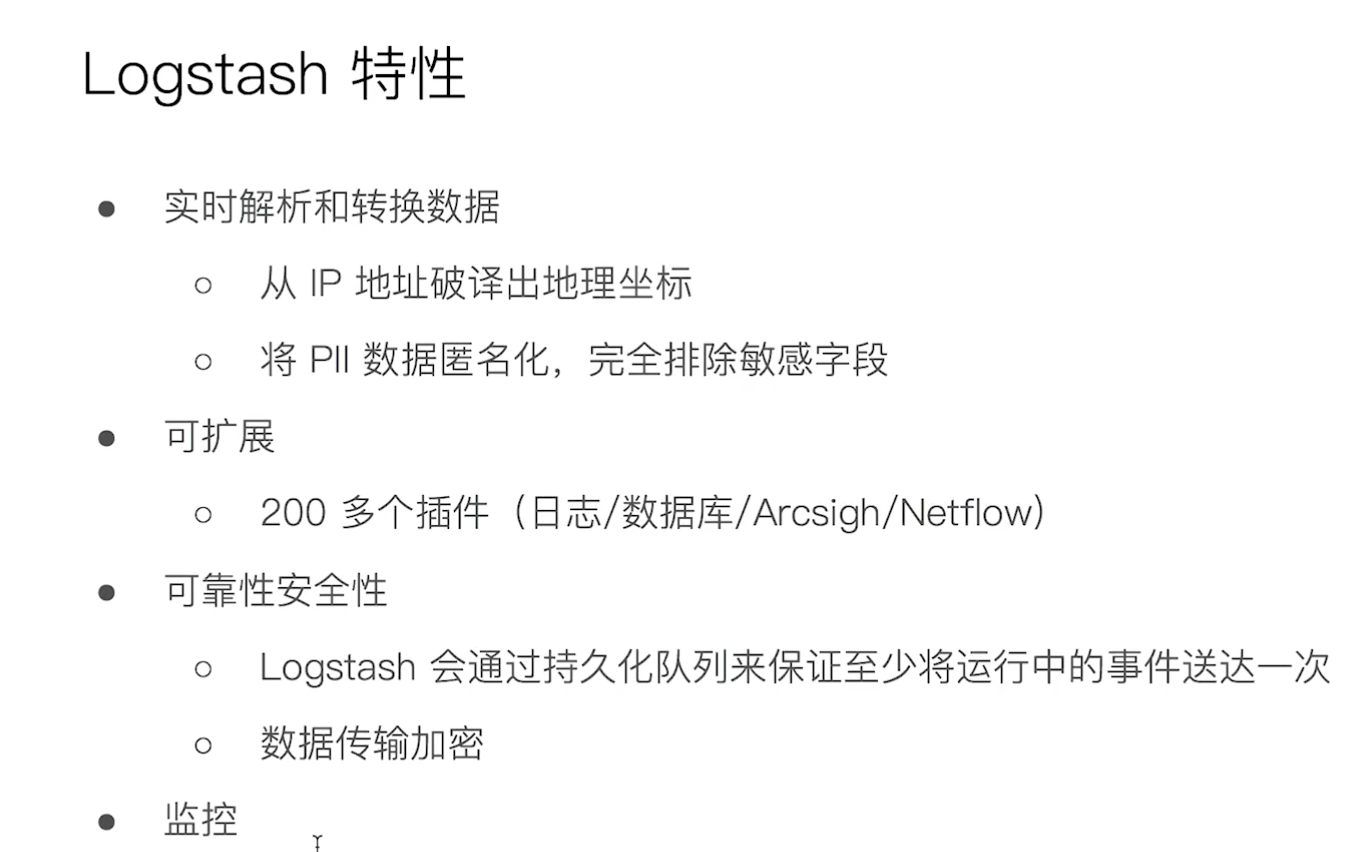 Logstash 特性
● 实时解析和转换数据
○ 从 IP 地址破译出地理坐标
○ 将 PII 数据匿名化，完全排除敏感字段
● 可扩展
○ 200 多个插件（日志/数据库/Arcsigh/Netflow）
● 可靠性安全性
○ Logstash 会通过持久化队列来保证至少将运行中的事件送达一次
○ 数据传输加密
● 监控